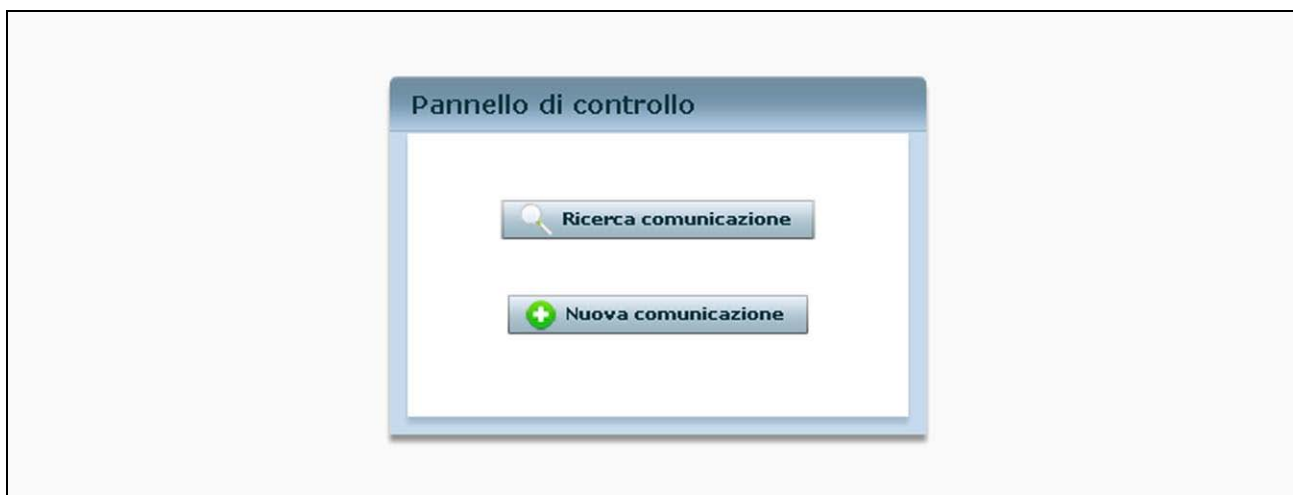 Pannello di controllo
Ricerca comunicazione
Nuova comunicazione